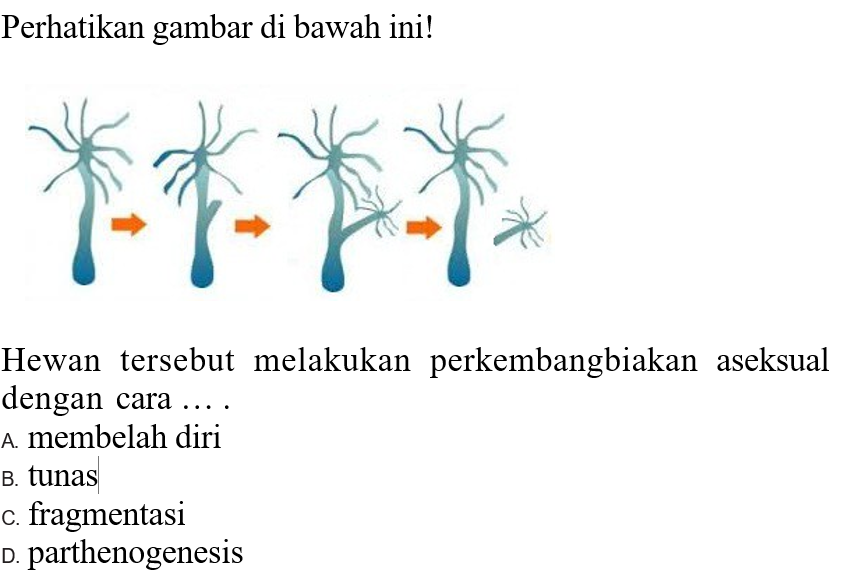 Perhatikan gambar di bawah ini!
Hewan tersebut melakukan perkembangbiakan aseksual
dengan cara ... .
A. membelah diri
B. tunas
C. fragmentasi
D. parthenogenesis